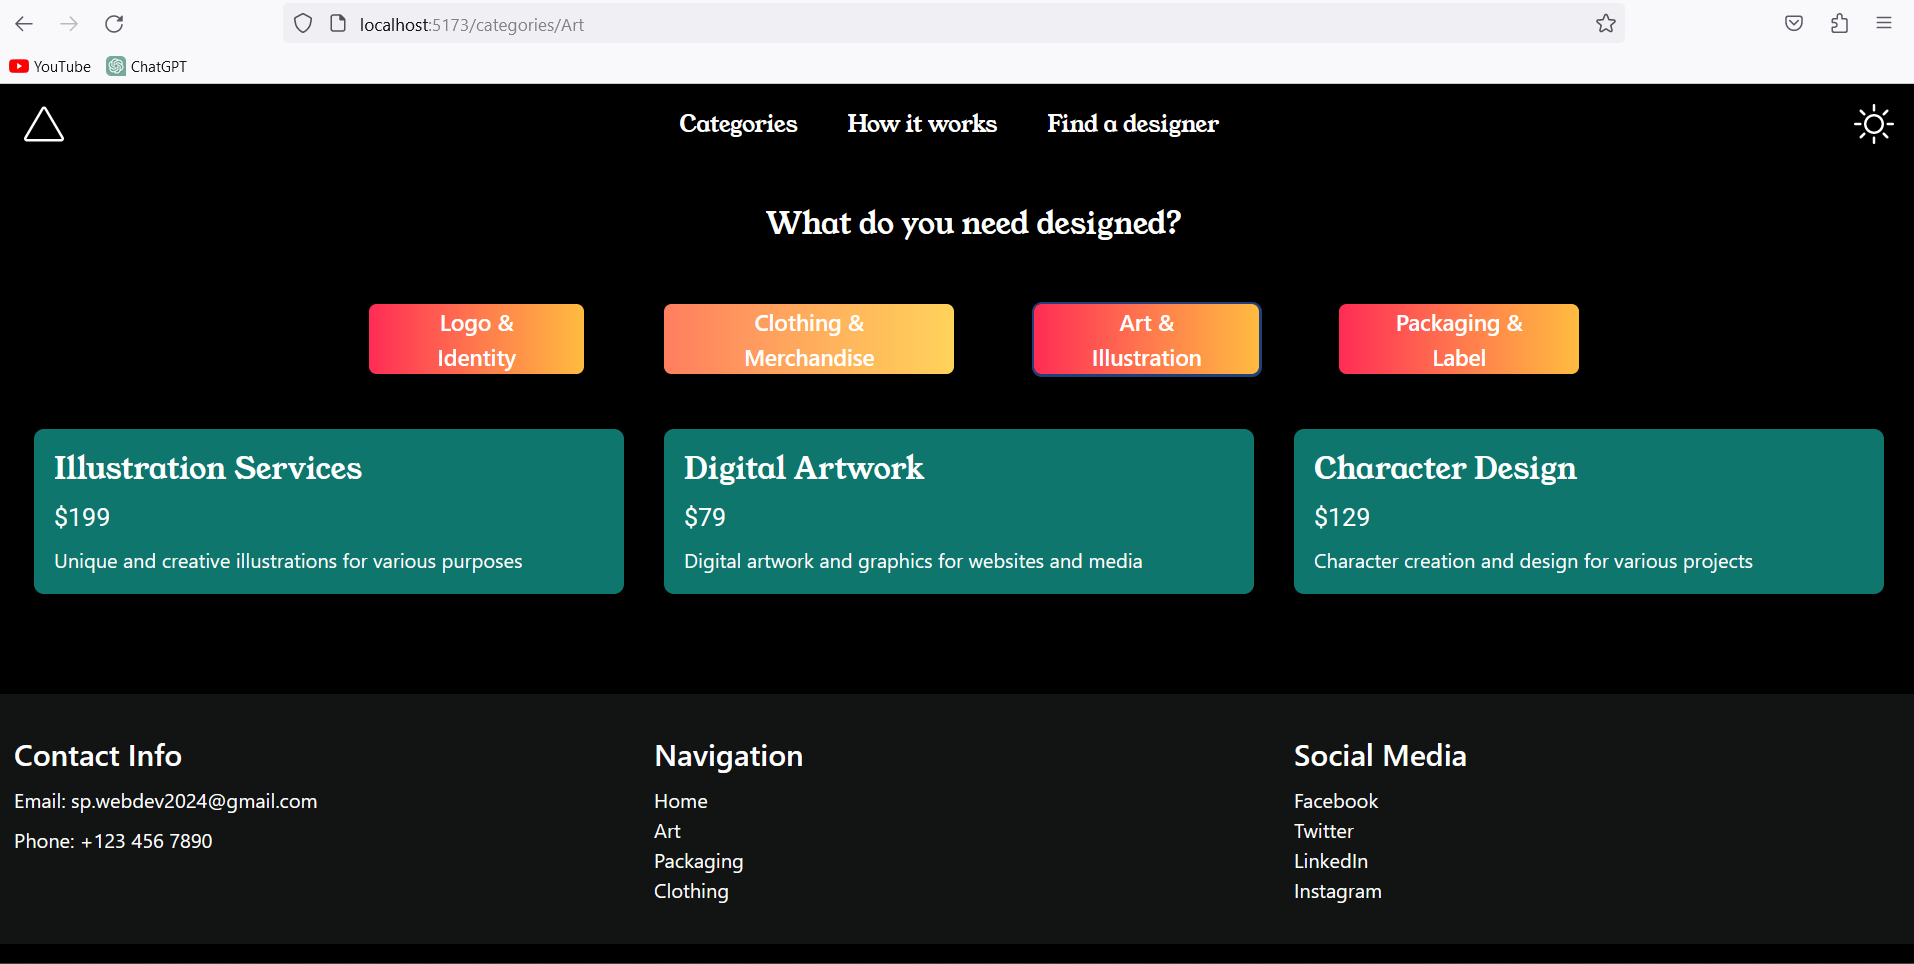 localhost:5173/categories/Art
YouTube ChatGPT
Categories How it works Find a designer
What do you need designed?
Logo &
Identity
Clothing &
Merchandise
Art &
Illustration
Packaging &
Label
Illustration Services
$199
Unique and creative illustrations for various purposes
Digital Artwork
$79
Digital artwork and graphics for websites and media
Character Design
$129
Character creation and design for various projects
Contact Info
Email: sp.webdev2024@gmail.com
Phone: +123 456 7890
Navigation
Home
Art
Packaging
Clothing
Social Media
Facebook
Twitter
LinkedIn
Instagram